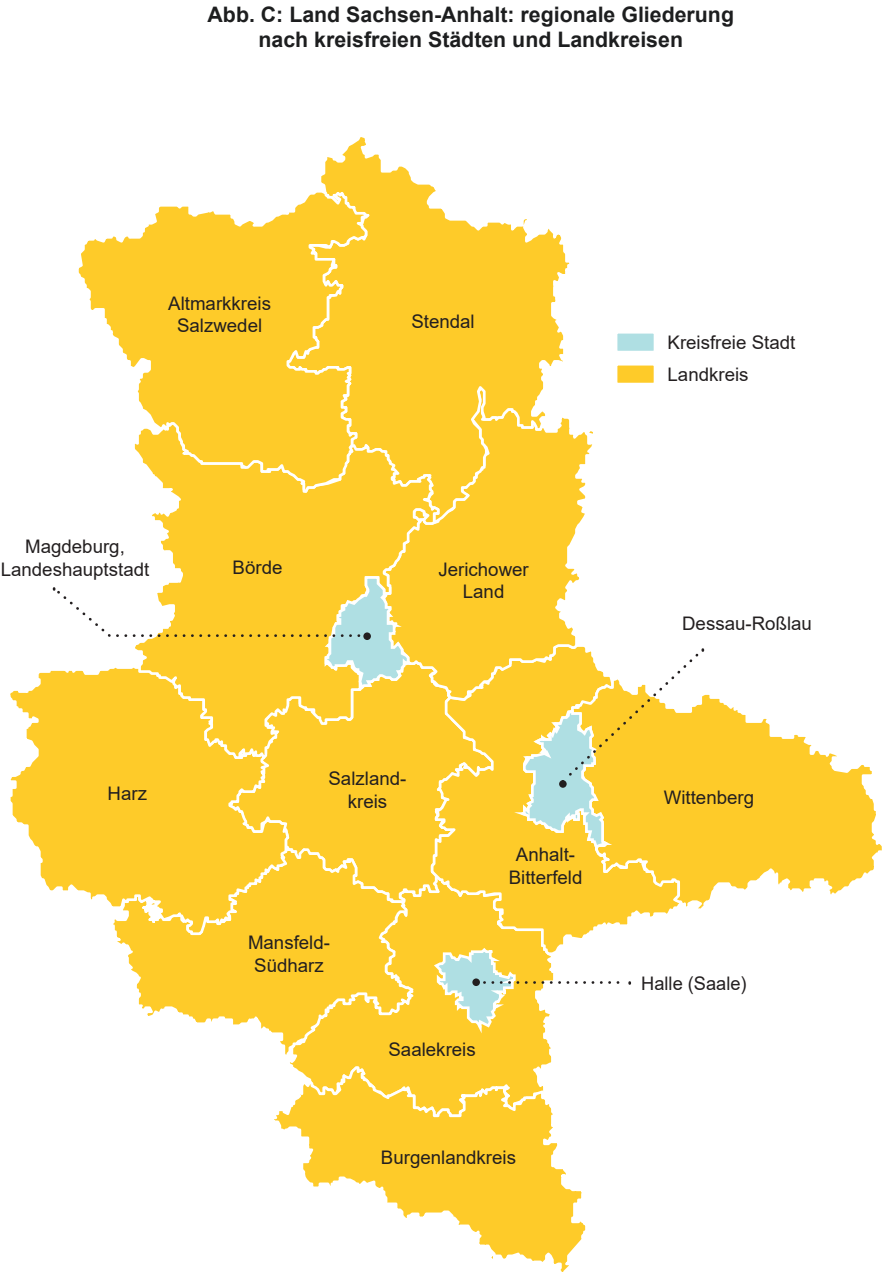 Abb. C: Land Sachsen-Anhalt: regionale Gliederung
nach kreisfreien Städten und Landkreisen
Altmarkkreis
Salzwedel
Stendal
Kreisfreie Stadt
Landkreis
Magdeburg,
Landeshauptstadt
Börde
Jerichower
Land
Dessau-Roßlau
Harz
Salzland-
kreis
Wittenberg
Anhalt-
Bitterfeld
Mansfeld-
Südharz
Halle (Saale)
Saalekreis
Burgenlandkreis